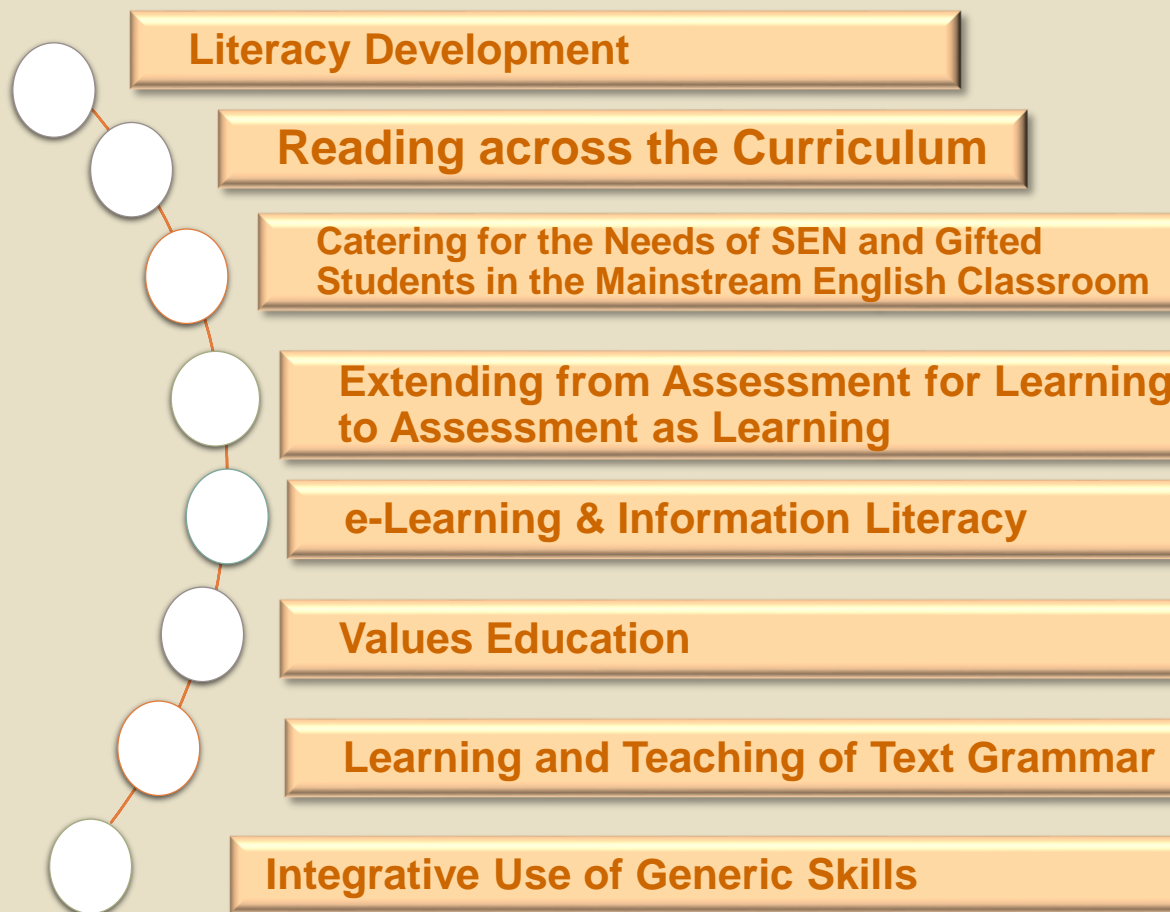 Literacy Development
Reading across the Curriculum
Catering for the Needs of SEN and Gifted
Students in the Mainstream English Classroom
Extending from Assessment for Learning
to Assessment as Learning
e-Learning & Information Literacy
Values Education
Learning and Teaching of Text Grammar
Integrative Use of Generic Skills